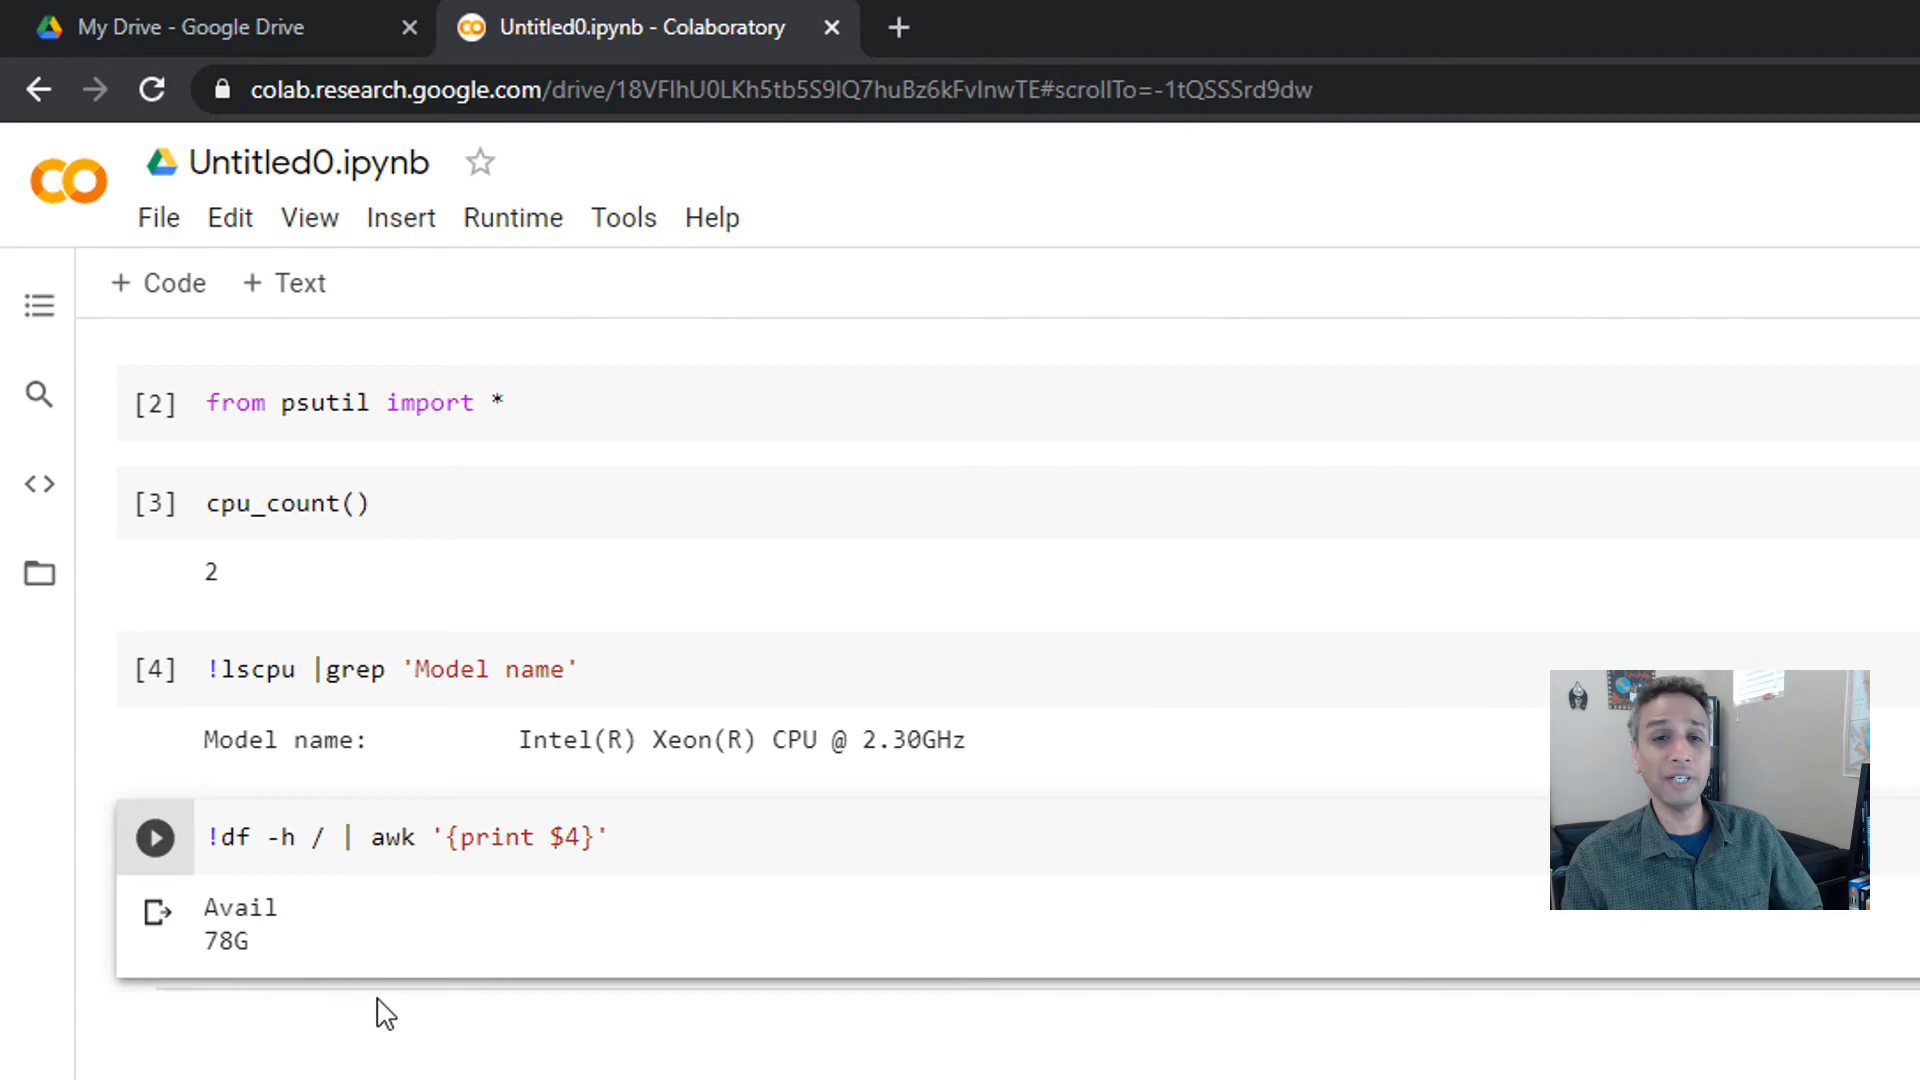 My Drive - Google Drive
Untitled0.ipynb - Colaboratory
colab.research.google.com/drive/18VFIhU0LKh5tb5S9IQ7huBz6kFvInwTE#scrollTo=-1tQSSSrd9dw
Untitled0.ipynb
File Edit View Insert Runtime Tools Help
+ Code + Text
[2] from psutil import *
[3] cpu_count()
2
[4] !lscpu |grep 'Model name'
Model name: Intel(R) Xeon(R) CPU @ 2.30GHz
!df -h / | awk '{print $4}'
Avail
78G